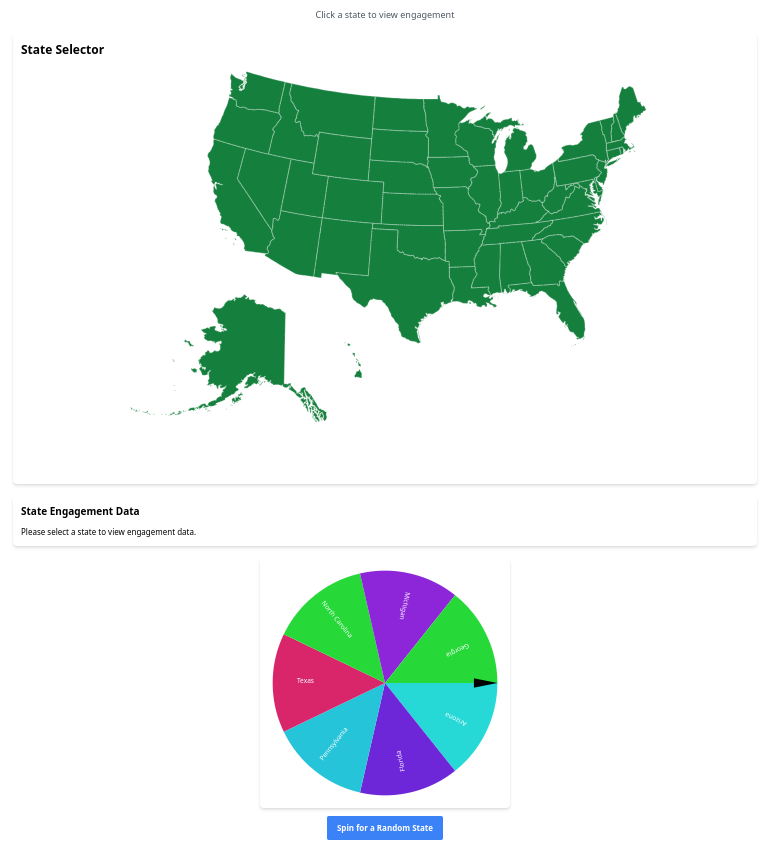 Click a state to view engagement
State Selector
State Engagement Data
Please select a state to view engagement data.
Michigan
North Carolina
Georgia
Texas
Arizona
Pennsylvania
Florida
Spin for a Random State